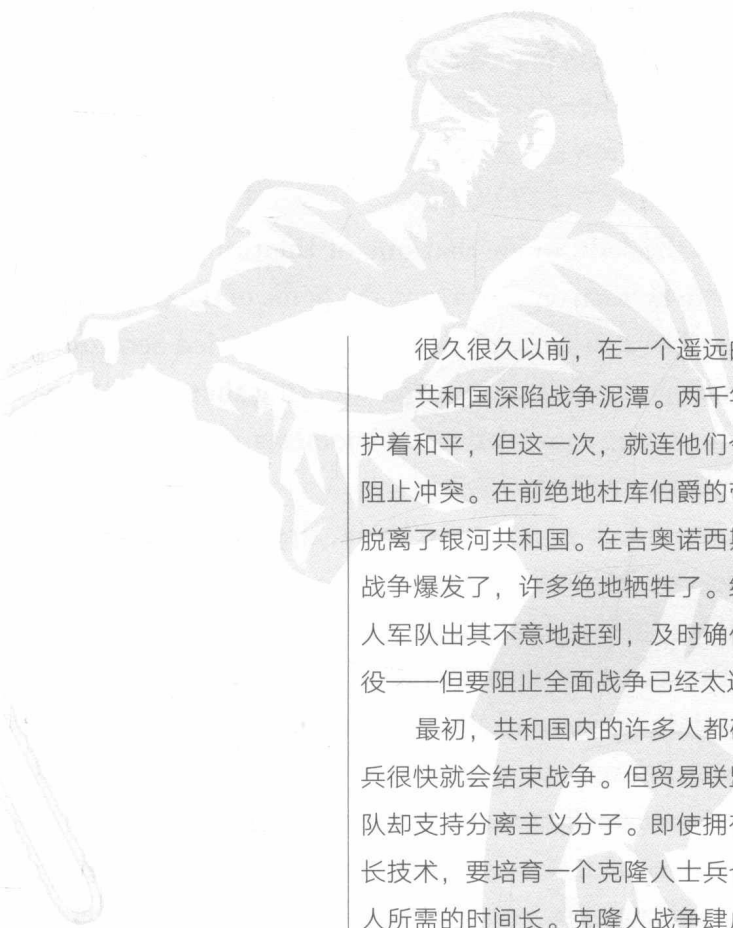 很久很久以前，在一个遥远
共和国深陷战争泥潭。两千
护着和平，但这一次，就连他们
阻止冲突。在前绝地杜库伯爵的
脱离了银河共和国。在吉奥诺西
战争爆发了，许多绝地牺牲了。
人军队出其不意地赶到，及时确
役——但要阻止全面战争已经太
最初，共和国内的许多人都
兵很快就会结束战争。但贸易联
队却支持分离主义分子。即使拥
长技术，要培育一个克隆人士兵
人所需的时间长。克隆人战争肆